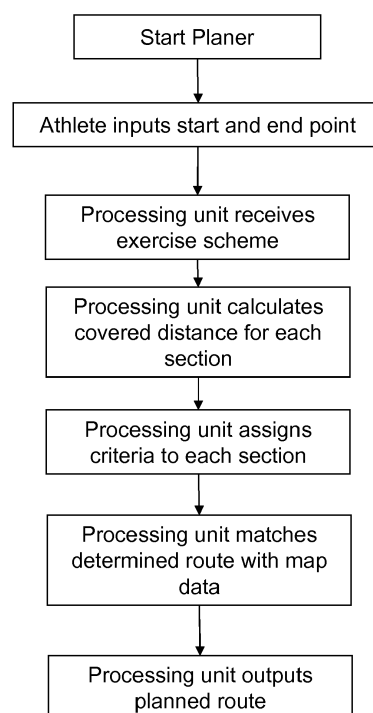 Start Planer
Athlete inputs start and end point
Processing unit receives
exercise scheme
Processing unit calculates
covered distance for each
section
Processing unit assigns
criteria to each section
Processing unit matches
determined route with map
data
Processing unit outputs
planned route